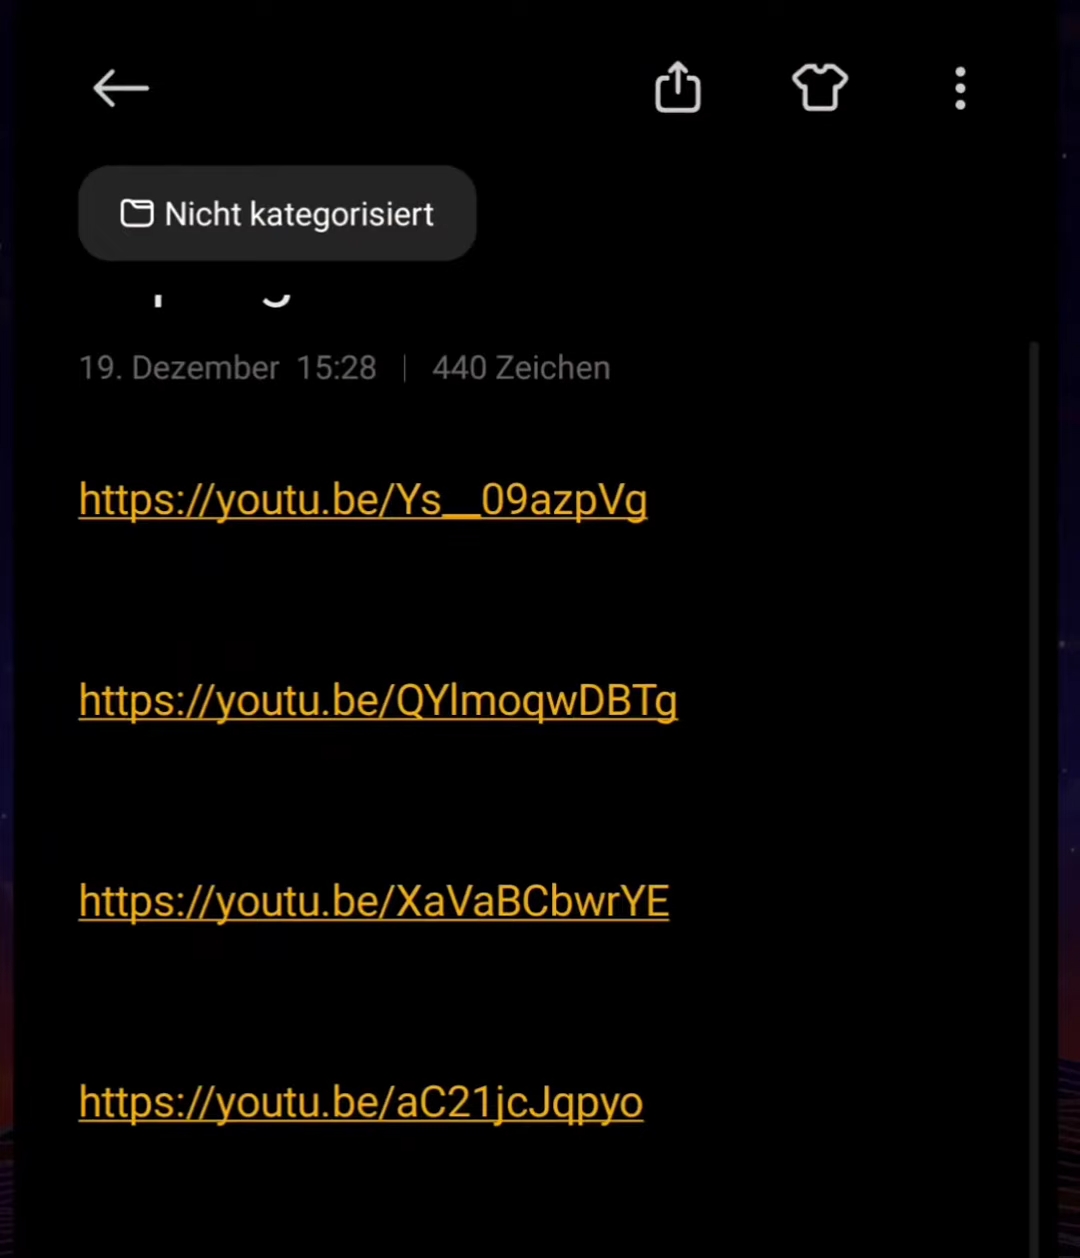 Nicht kategorisiert
19. Dezember 15:28 | 440 Zeichen
https://youtu.be/Ys__09azpVg
https://youtu.be/QYlmoqwDBTg
https://youtu.be/XaVaBCbwrYE
https://youtu.be/aC21jcJqpyo